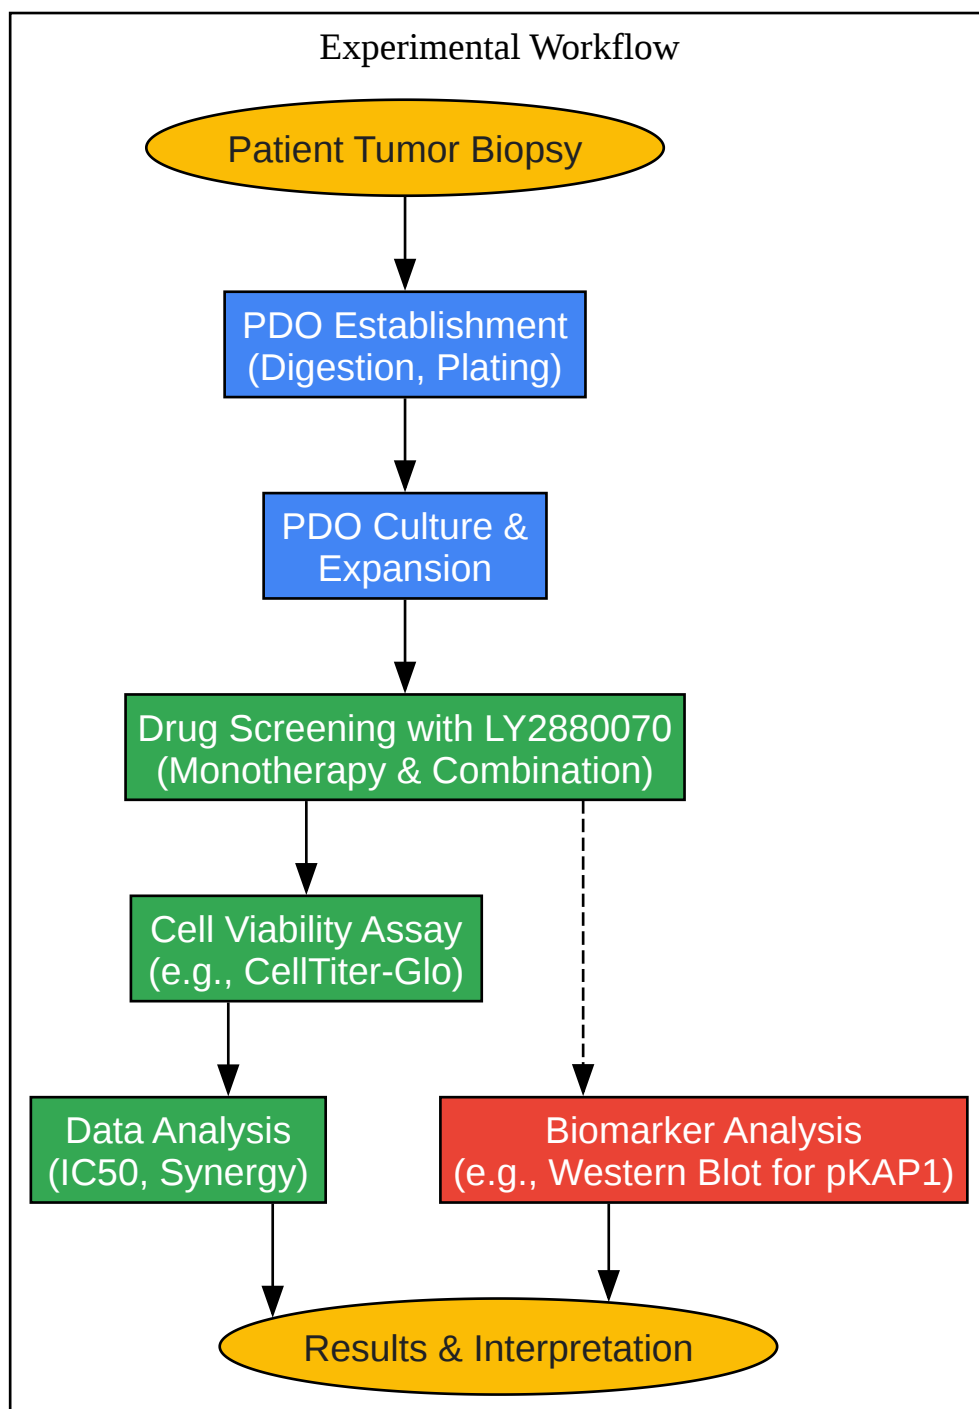 Experimental Workflow
Patient Tumor Biopsy
PDO Establishment
(Digestion, Plating)
PDO Culture &
Expansion
Drug Screening with LY2880070
(Monotherapy & Combination)
Cell Viability Assay
(e.g., CellTiter-Glo)
Data Analysis
(IC50, Synergy)
Biomarker Analysis
(e.g., Western Blot for pKAP1)
Results & Interpretation